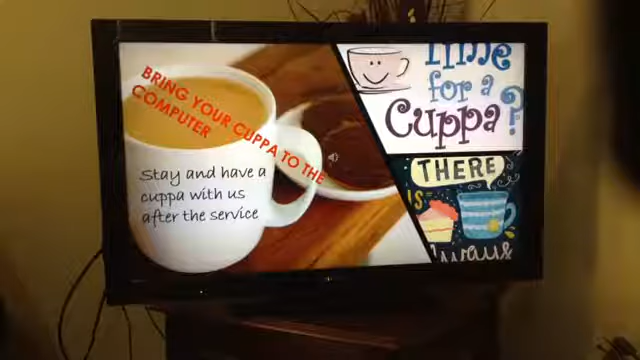 BRING YOUR CUPPA TO THE
COMPUTER
Stay and have a
cuppa with us
after the service
Time
for a
Cuppa?
THERE
IS